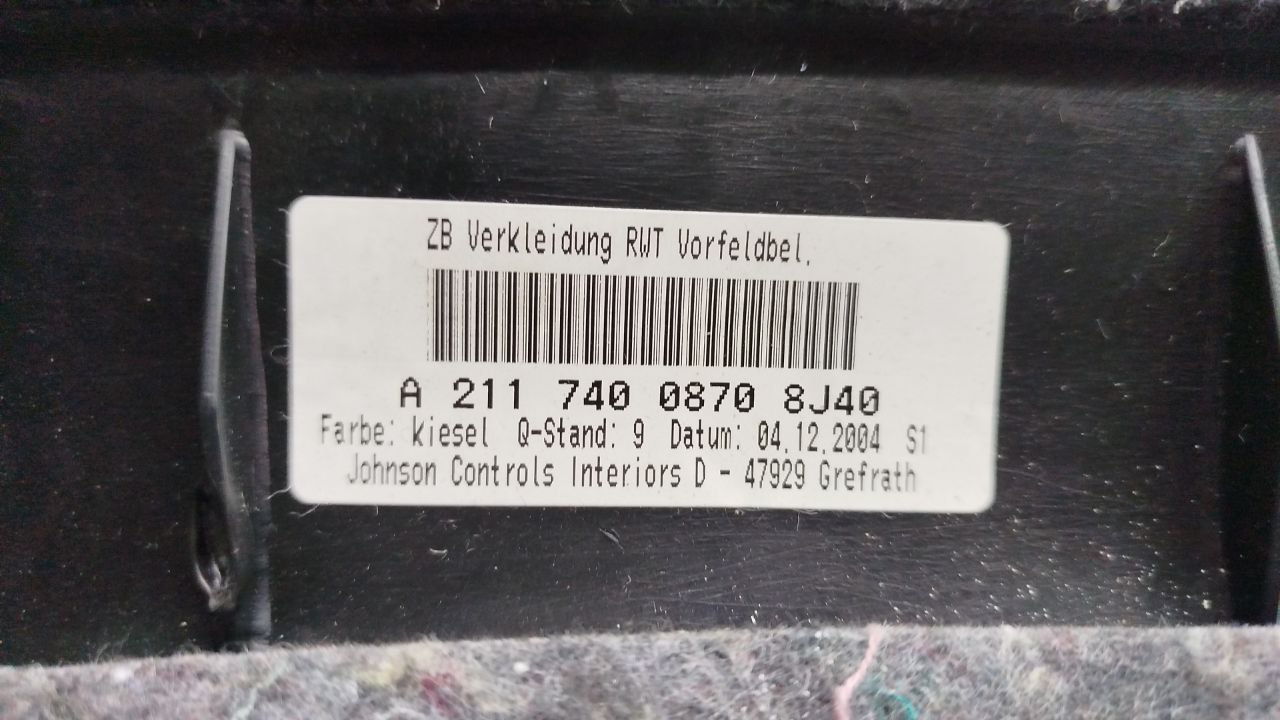 ZB Verkleidung RWT Vorfeldbel.
A 211 740 0870 8J40
Farbe: kiesel Q-Stand: 9 Datum: 04.12.2004 S1
Johnson Controls Interiors D - 47929 Grefrath